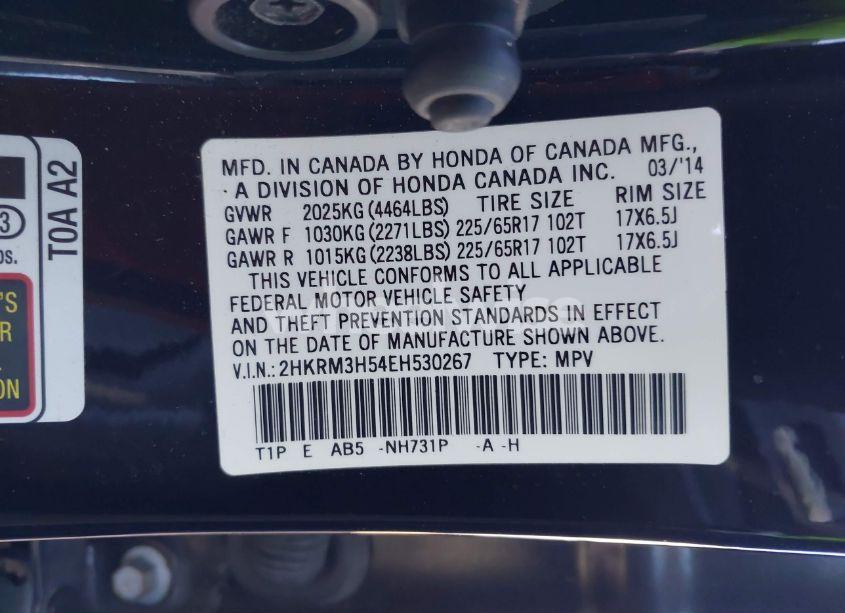 MFD. IN CANADA BY HONDA OF CANADA MFG.,
A DIVISION OF HONDA CANADA INC. 03/'14
GVWR 2025KG (4464LBS) TIRE SIZE RIM SIZE
GAWR F 1030KG (2271LBS) 225/65R17 102T 17X6.5J
GAWR R 1015KG (2238LBS) 225/65R17 102T 17X6.5J
THIS VEHICLE CONFORMS TO ALL APPLICABLE
FEDERAL MOTOR VEHICLE SAFETY
AND THEFT PREVENTION STANDARDS IN EFFECT
ON THE DATE OF MANUFACTURE SHOWN ABOVE.
V.I.N.: 2HKRM3H54EH530267 TYPE: MPV
T1P E AB5 -NH731P -A -H
TOA A2
3